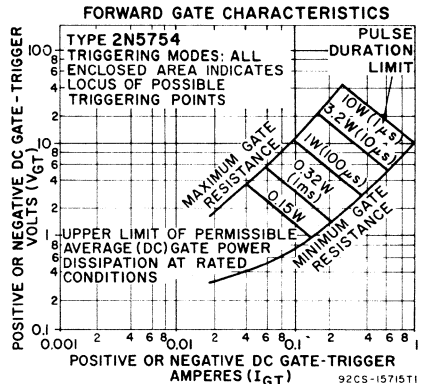 FORWARD GATE CHARACTERISTICS
TYPE 2N5754
TRIGGERING MODES: ALL
ENCLOSED AREA INDICATES
LOCUS OF POSSIBLE
TRIGGERING POINTS
PULSE
DURATION
LIMIT
10W(1μs)
3.2W(10μs)
1W(100μs)
0.32W
(1ms)
0.15W
MAXIMUM GATE
RESISTANCE
MINIMUM GATE
RESISTANCE
UPPER LIMIT OF PERMISSIBLE
AVERAGE (DC) GATE POWER
DISSIPATION AT RATED
CONDITIONS
POSITIVE OR NEGATIVE DC GATE-TRIGGER
VOLTS (VGT)
100
8
6
4
2
10
8
6
4
2
1
8
6
4
2
0.1
0.001 2 4 6 8 0.01 2 4 6 8 0.1 2 4 6 8 1
POSITIVE OR NEGATIVE DC GATE-TRIGGER
AMPERES (IGT)
92CS-15715T1